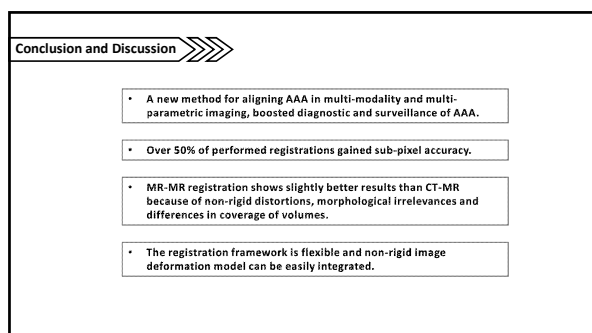 Conclusion and Discussion
• A new method for aligning AAA in multi-modality and multi-
parametric imaging, boosted diagnostic and surveillance of AAA.
• Over 50% of performed registrations gained sub-pixel accuracy.
• MR-MR registration shows slightly better results than CT-MR
because of non-rigid distortions, morphological irrelevances and
differences in coverage of volumes.
• The registration framework is flexible and non-rigid image
deformation model can be easily integrated.